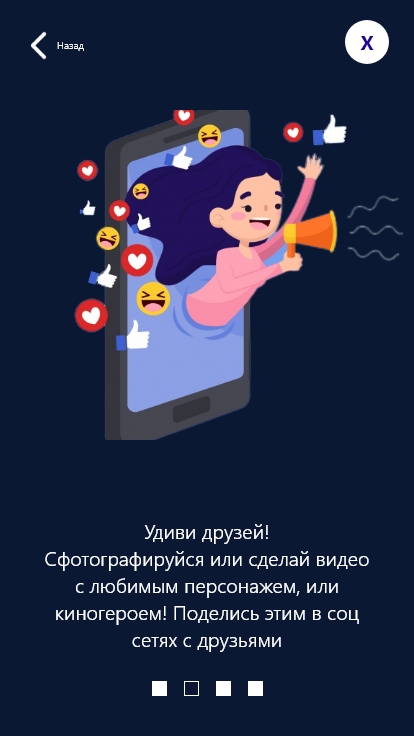 Назад
X
Удиви друзей!
Сфотографируйся или сделай видео
с любимым персонажем, или
киногероем! Поделись этим в соц
сетях с друзьями